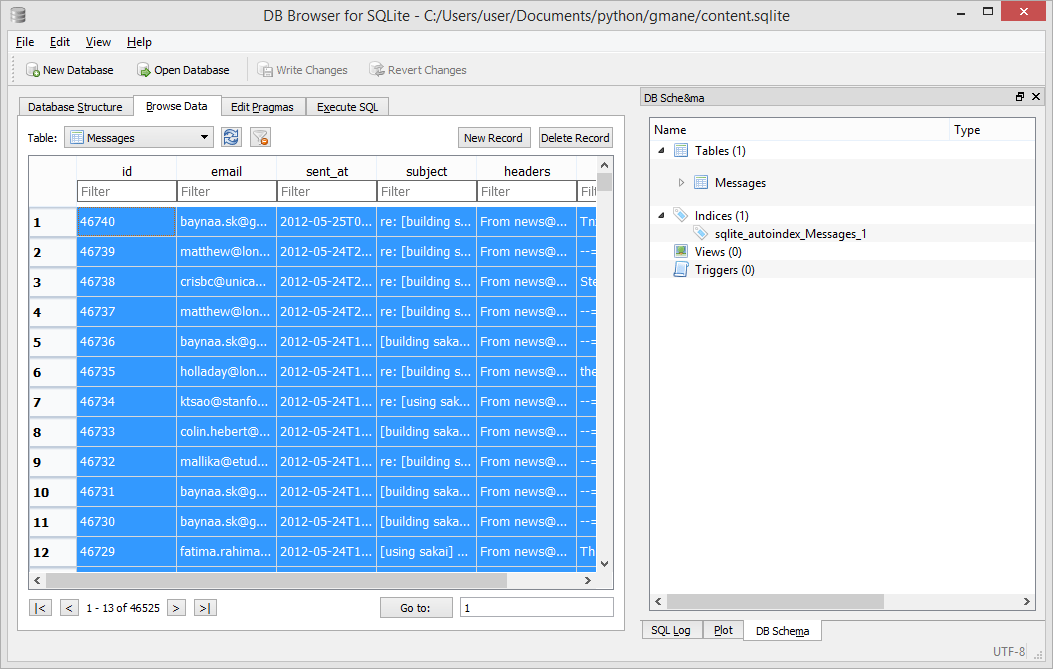 DB Browser for SQLite - C:/Users/user/Documents/python/gmane/content.sqlite
File Edit View Help
New Database Open Database Write Changes Revert Changes
Database Structure Browse Data Edit Pragmas Execute SQL
Table: Messages New Record Delete Record
id email sent_at subject headers
Filter Filter Filter Filter Filter Filt
1 46740 baynaa.sk@g... 2012-05-25T0... re: [building s... From news@... Tn
2 46739 matthew@lon... 2012-05-24T2... re: [building s... From news@... --=
3 46738 crisbc@unica... 2012-05-24T2... re: [building s... From news@... Ste
4 46737 matthew@lon... 2012-05-24T2... re: [building s... From news@... --=
5 46736 baynaa.sk@g... 2012-05-24T1... [building saka... From news@... --=
6 46735 holladay@lon... 2012-05-24T1... re: [building s... From news@... the
7 46734 ktsao@stanfo... 2012-05-24T1... re: [using sak... From news@... --=
8 46733 colin.hebert@... 2012-05-24T1... [building saka... From news@... --=
9 46732 mallika@etud... 2012-05-24T1... re: [building s... From news@... --=
10 46731 baynaa.sk@g... 2012-05-24T1... [building saka... From news@... --=
11 46730 baynaa.sk@g... 2012-05-24T1... [building saka... From news@... --=
12 46729 fatima.rahima... 2012-05-24T1... [using sakai] ... From news@... Th
|< < 1 - 13 of 46525 > >| Go to: 1
DB Sche&ma
Name Type
Tables (1)
Messages
Indices (1)
sqlite_autoindex_Messages_1
Views (0)
Triggers (0)
SQL Log Plot DB Schema
UTF-8